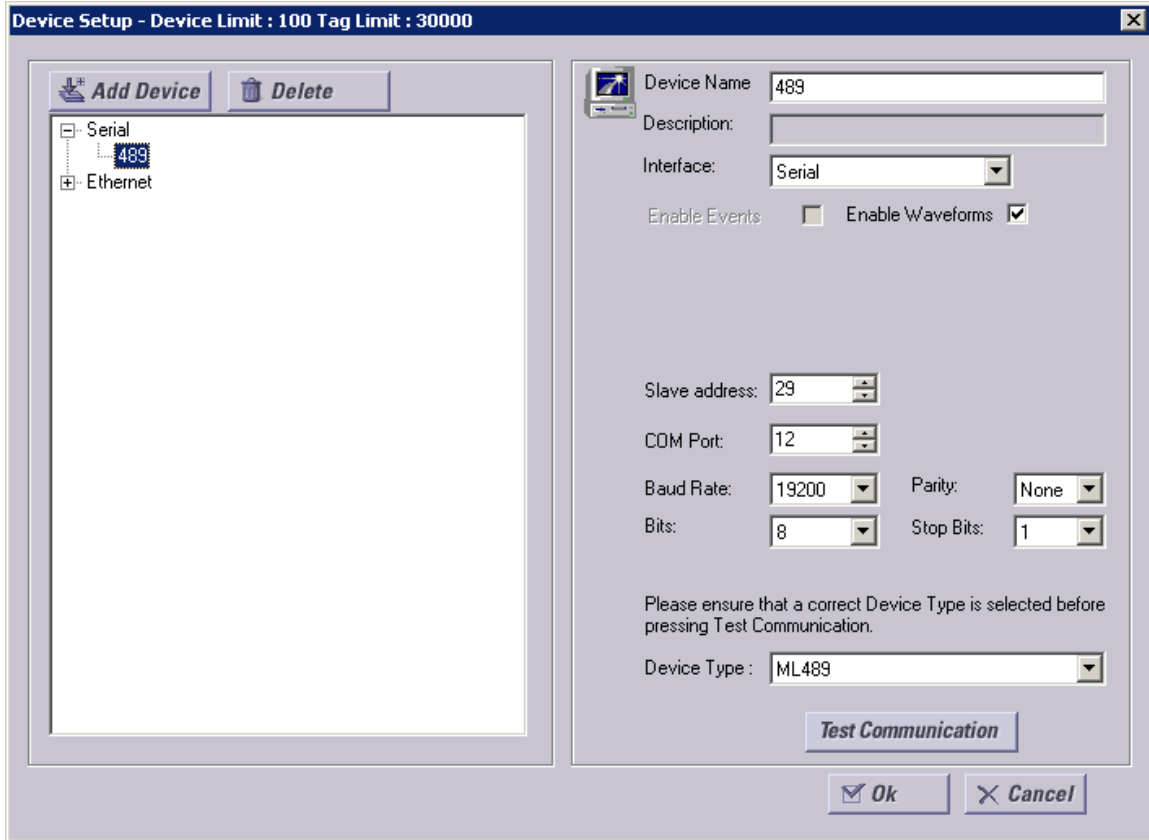 Device Setup - Device Limit : 100 Tag Limit : 30000
Add Device Delete
Serial
489
Ethernet
Device Name 489
Description:
Interface: Serial
Enable Events Enable Waveforms
Slave address: 29
COM Port: 12
Baud Rate: 19200 Parity: None
Bits: 8 Stop Bits: 1
Please ensure that a correct Device Type is selected before
pressing Test Communication.
Device Type : ML489
Test Communication
Ok Cancel